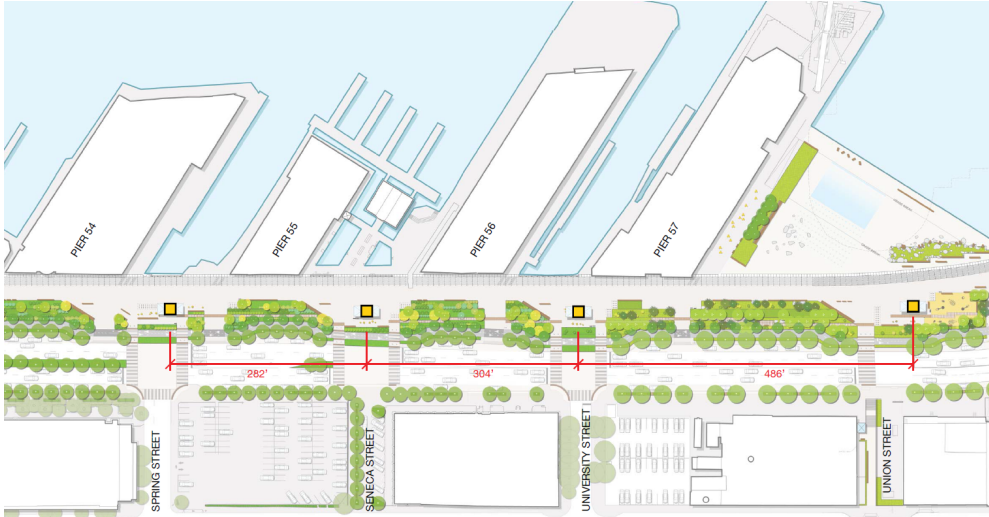 PIER 54
PIER 55
PIER 56
PIER 57
282'
304'
486'
SPRING STREET
SENECA STREET
UNIVERSITY STREET
UNION STREET